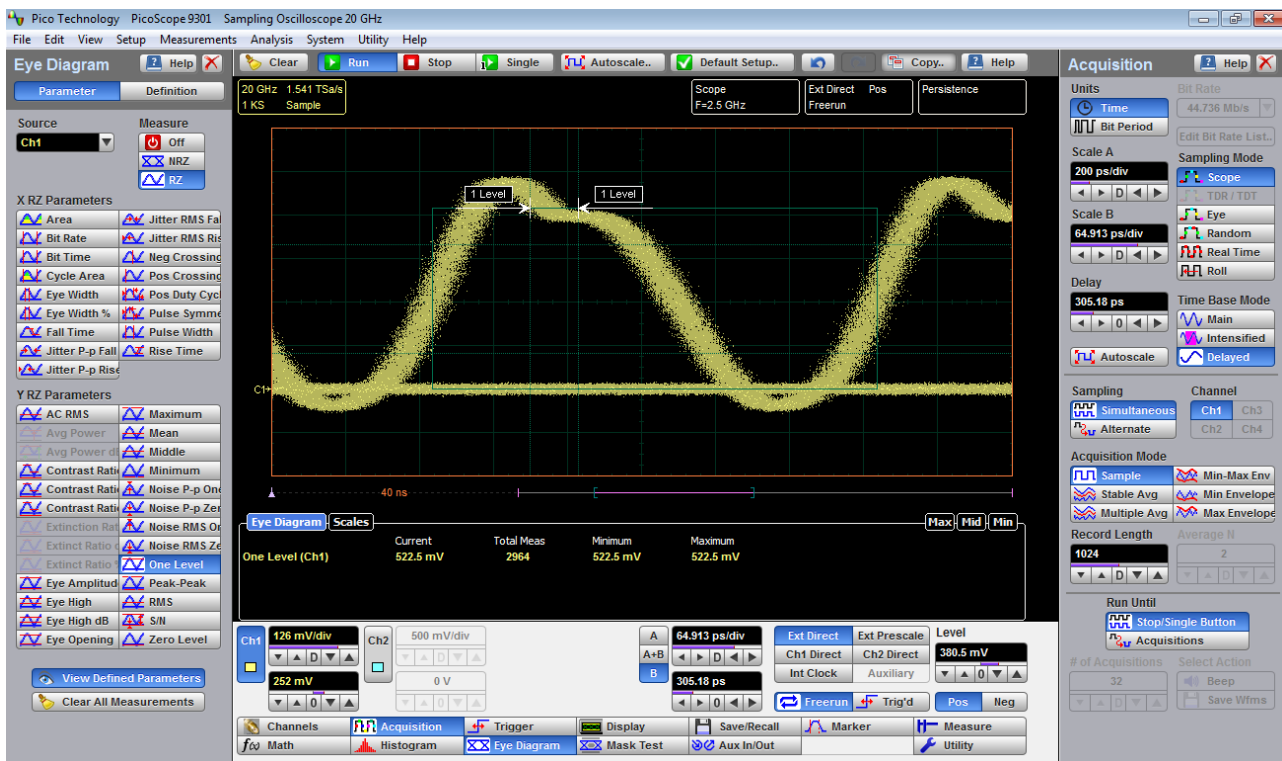 Pico Technology PicoScope 9301 Sampling Oscilloscope 20 GHz
File Edit View Setup Measurements Analysis System Utility Help
Eye Diagram Help
Parameter Definition
Source Measure
Ch1 Off
NRZ
RZ
X RZ Parameters
Area Jitter RMS Fa
Bit Rate Jitter RMS Ris
Bit Time Neg Crossing
Cycle Area Pos Crossing
Eye Width Pos Duty Cycl
Eye Width % Pulse Symme
Fall Time Pulse Width
Jitter P-p Fall Rise Time
Jitter P-p Rise
Y RZ Parameters
AC RMS Maximum
Avg Power Mean
Avg Power d Middle
Contrast Rati Minimum
Contrast Rati Noise P-p One
Contrast Rati Noise P-p Zer
Extinction Rat Noise RMS On
Extinct Ratio Noise RMS Ze
Extinct Ratio One Level
Eye Amplitud Peak-Peak
Eye High RMS
Eye High dB S/N
Eye Opening Zero Level
View Defined Parameters
Clear All Measurements
Clear Run Stop Single Autoscale.. Default Setup.. Copy.. Help
20 GHz 1.541 TSa/s
1 KS Sample
Scope
F=2.5 GHz
Ext Direct Pos
Freerun
Persistence
1 Level 1 Level
C1
40 ns
Eye Diagram Scales Max Mid Min
Current Total Meas Minimum Maximum
One Level (Ch1) 522.5 mV 2964 522.5 mV 522.5 mV
Ch1 126 mV/div Ch2 500 mV/div A 64.913 ps/div Ext Direct Ext Prescale Level
D D A+B D Ch1 Direct Ch2 Direct 380.5 mV
252 mV 0 V B 305.18 ps Int Clock Auxiliary 0
0 0 0 Freerun Trig'd Pos Neg
Channels Acquisition Trigger Display Save/Recall Marker Measure
f(x) Math Histogram Eye Diagram Mask Test Aux In/Out Utility
Acquisition Help
Units Bit Rate
Time 44.736 Mb/s
Bit Period Edit Bit Rate List..
Scale A Sampling Mode
200 ps/div Scope
D TDR / TDT
Scale B Eye
64.913 ps/div Random
D Real Time
Roll
Delay
305.18 ps Time Base Mode
0 Main
Intensified
Autoscale Delayed
Sampling Channel
Simultaneous Ch1 Ch3
Alternate Ch2 Ch4
Acquisition Mode
Sample Min-Max Env
Stable Avg Min Envelope
Multiple Avg Max Envelope
Record Length Average N
1024 2
D D
Run Until
Stop/Single Button
Acquisitions
# of Acquisitions Select Action
32 Beep
D Save Wfms